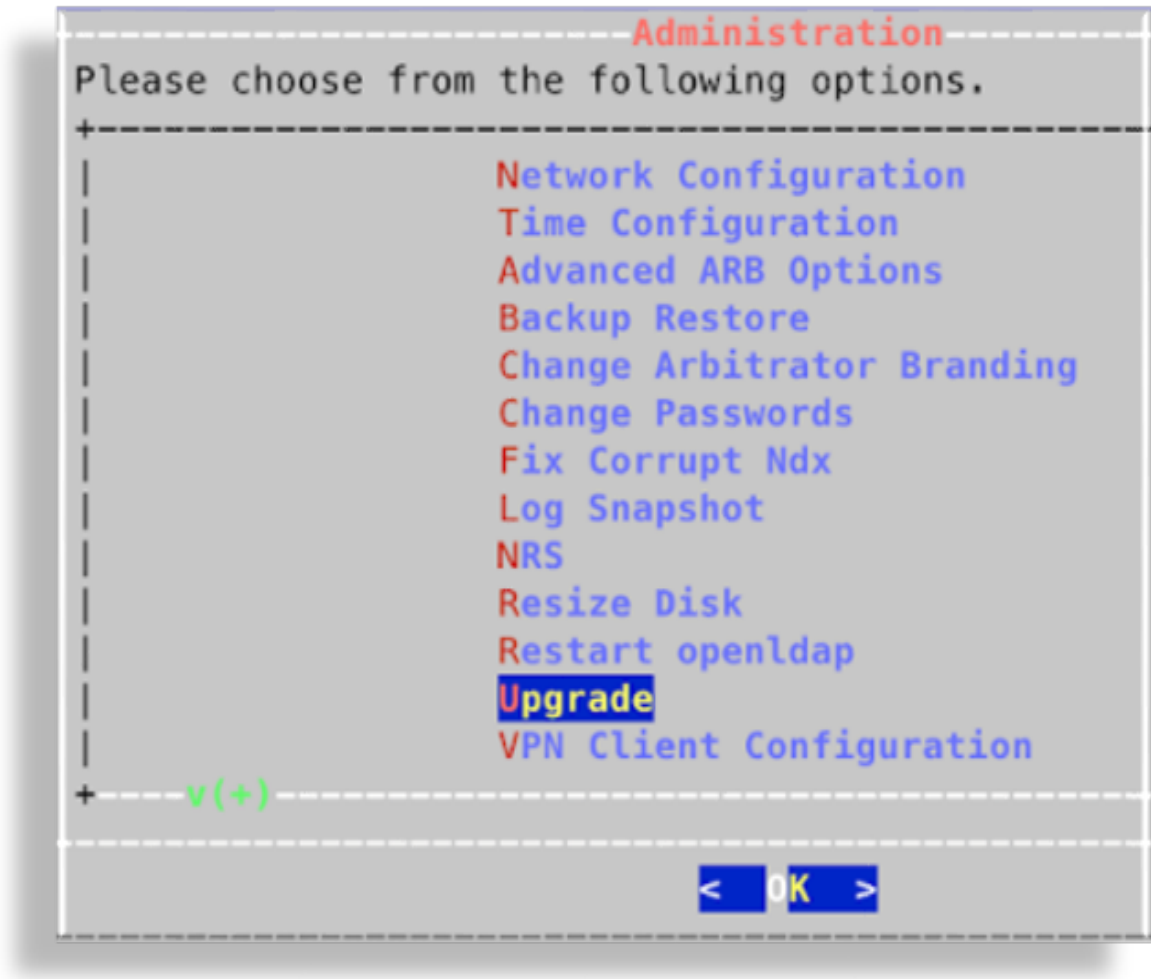 Administration
Please choose from the following options.
Network Configuration
Time Configuration
Advanced ARB Options
Backup Restore
Change Arbitrator Branding
Change Passwords
Fix Corrupt Ndx
Log Snapshot
NRS
Resize Disk
Restart openldap
Upgrade
VPN Client Configuration
v(+)
< OK >